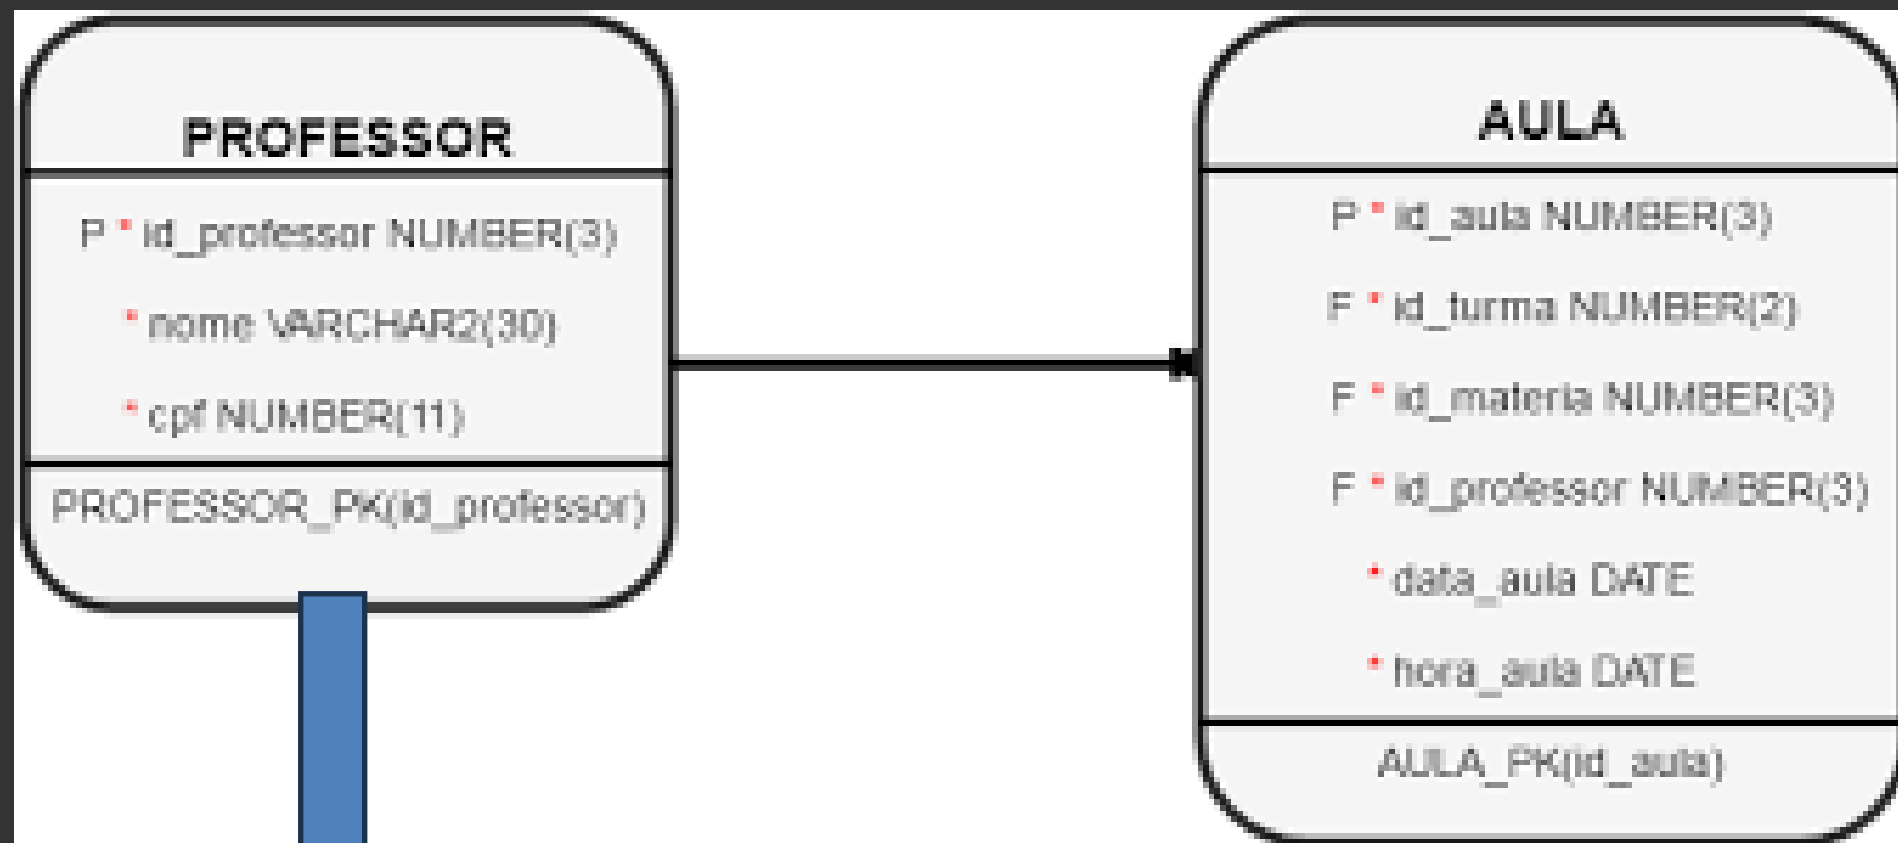 PROFESSOR
P * id_professor NUMBER(3)
* nome VARCHAR2(30)
* cpf NUMBER(11)
PROFESSOR_PK(id_professor)
AULA
P * id_aula NUMBER(3)
F * id_turma NUMBER(2)
F * id_materia NUMBER(3)
F * id_professor NUMBER(3)
* data_aula DATE
* hora_aula DATE
AULA_PK(id_aula)